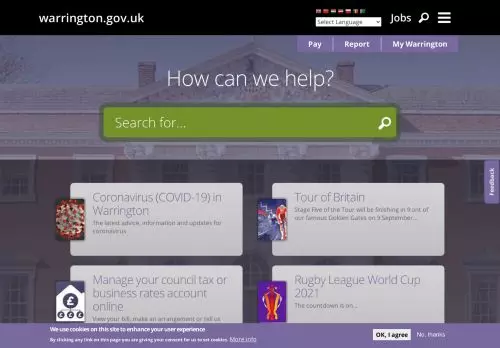 warrington.gov.uk
Select Language
Jobs
Pay
Report
My Warrington
How can we help?
Search for...
Feedback
Coronavirus (COVID-19) in
Warrington
The latest advice, information and updates for
coronavirus
Tour of Britain
Stage Five of the Tour will be finishing in front of
our famous Golden Gates on 9 September...
Manage your council tax or
business rates account
online
View your bill, make an arrangement or tell us
Rugby League World Cup
2021
The countdown is on...
We use cookies on this site to enhance your user experience
By clicking any link on this page you are giving your consent for us to set cookies. More info
OK, I agree
No, thanks